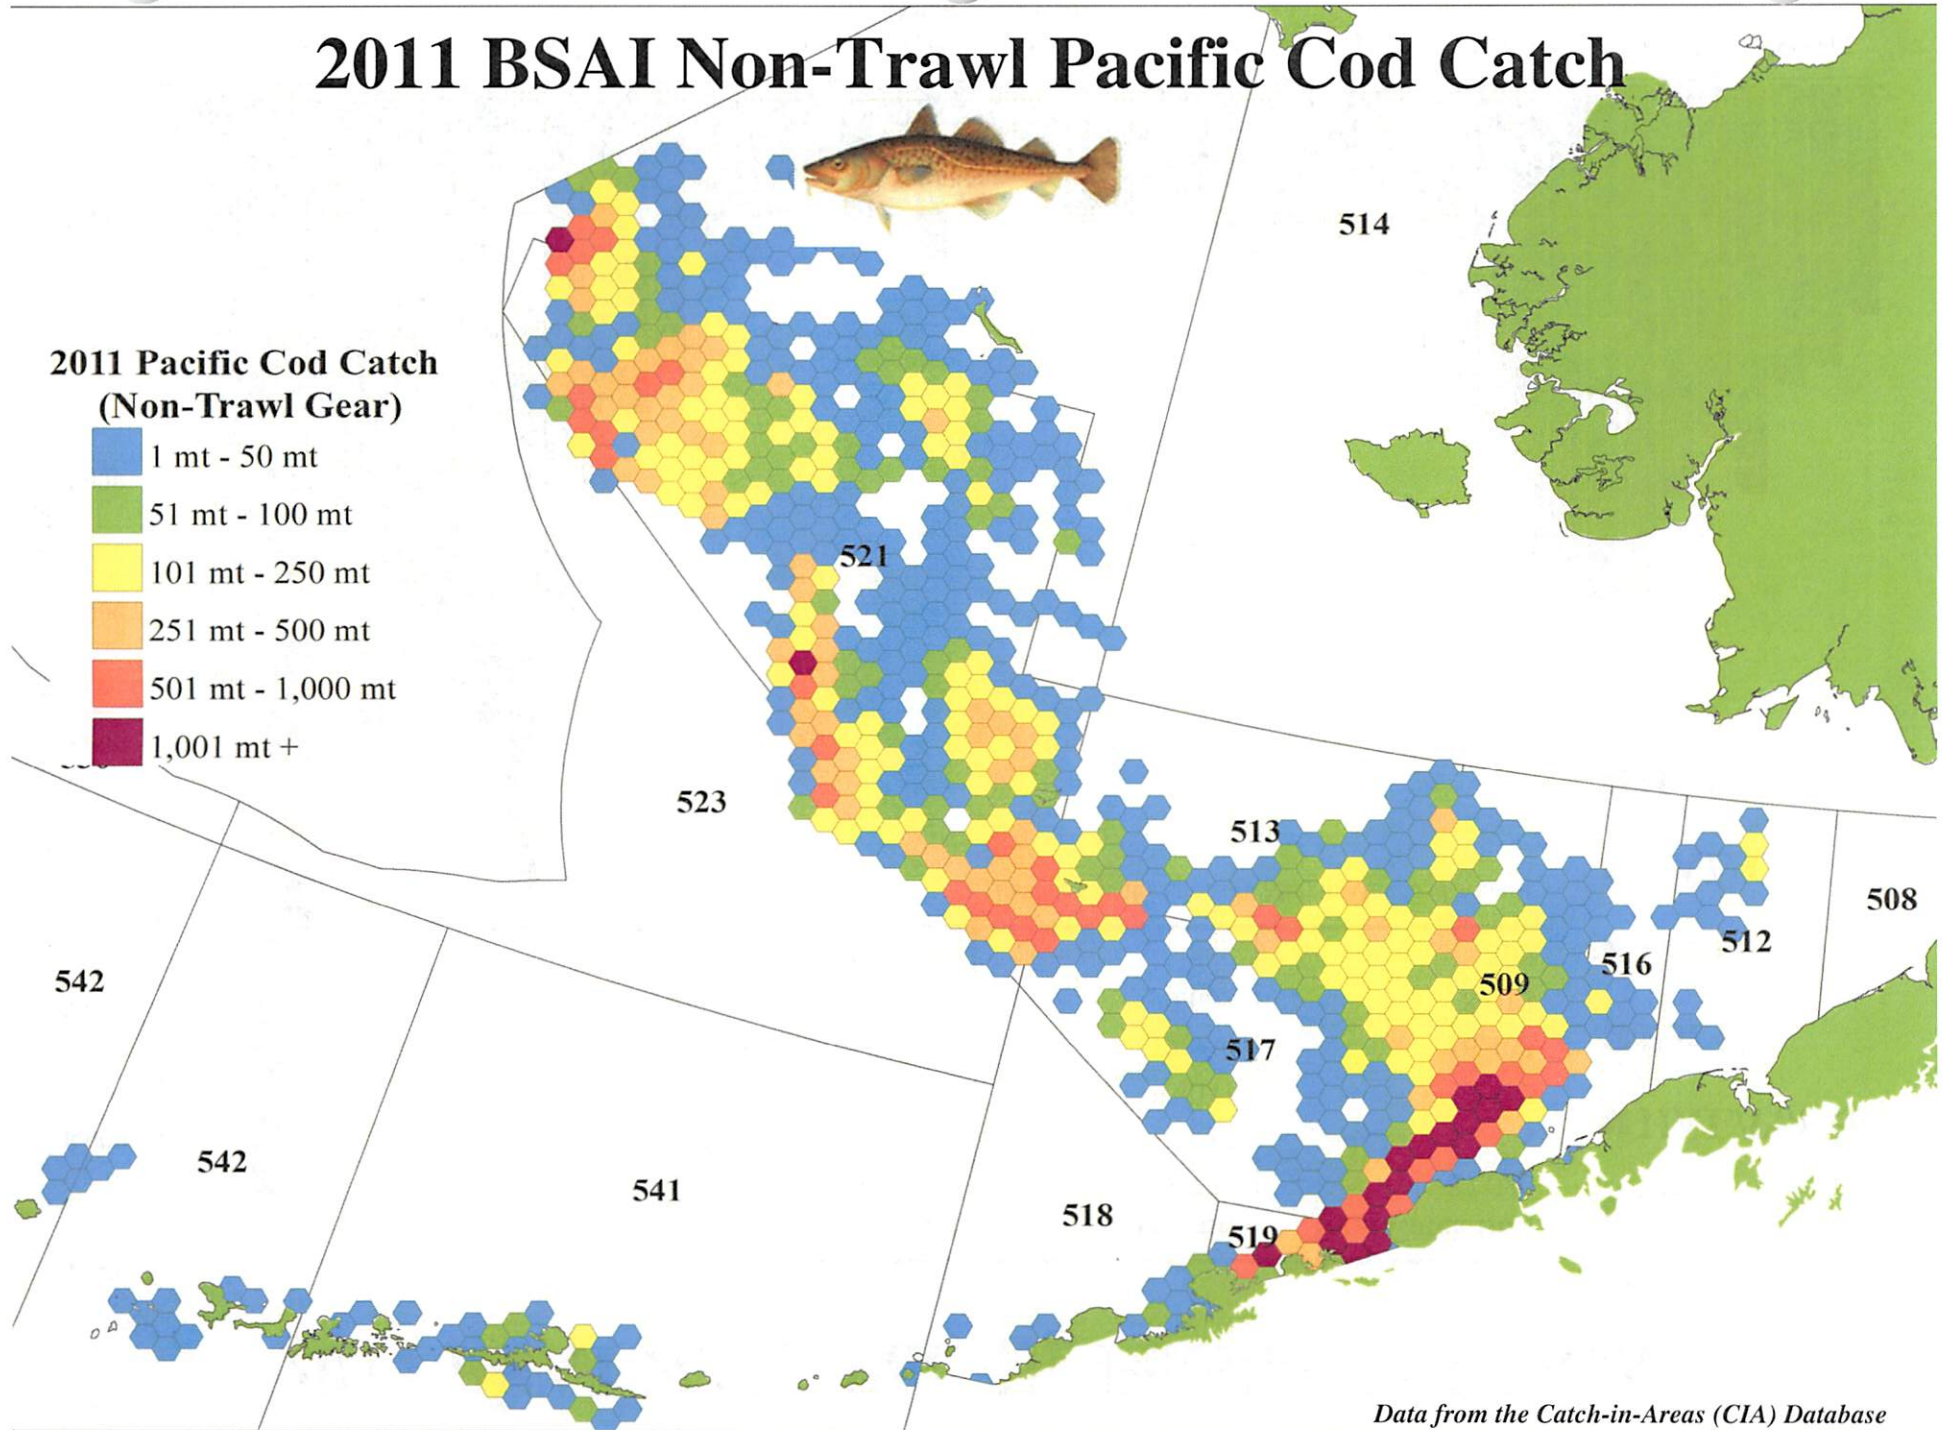 2011 BSAI Non-Trawl Pacific Cod Catch
514
2011 Pacific Cod Catch
(Non-Trawl Gear)
1 mt - 50 mt
51 mt - 100 mt
101 mt - 250 mt
251 mt - 500 mt
501 mt - 1,000 mt
1,001 mt +
521
523
513
508
512
516
509
542
517
542
541
518
519
Data from the Catch-in-Areas (CIA) Database